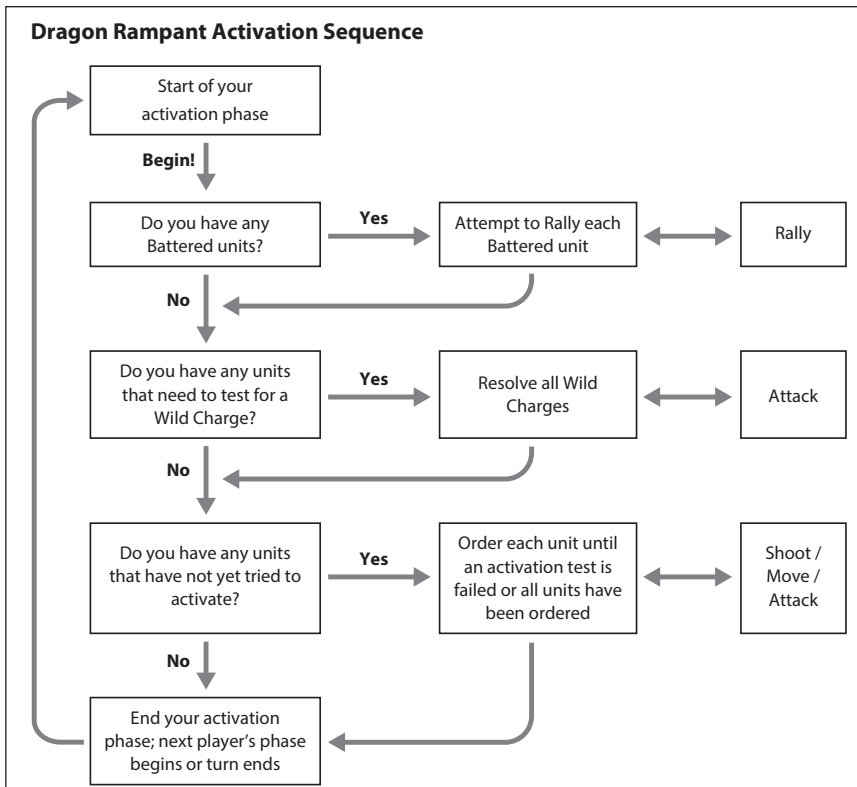 Dragon Rampant Activation Sequence
Start of your
activation phase
Begin!
Do you have any
Battered units?
Yes
Attempt to Rally each
Battered unit
Rally
No
Do you have any units
that need to test for a
Wild Charge?
Yes
Resolve all Wild
Charges
Attack
No
Do you have any units
that have not yet tried to
activate?
Yes
Order each unit until
an activation test is
failed or all units have
been ordered
Shoot /
Move /
Attack
No
End your activation
phase; next player’s phase
begins or turn ends